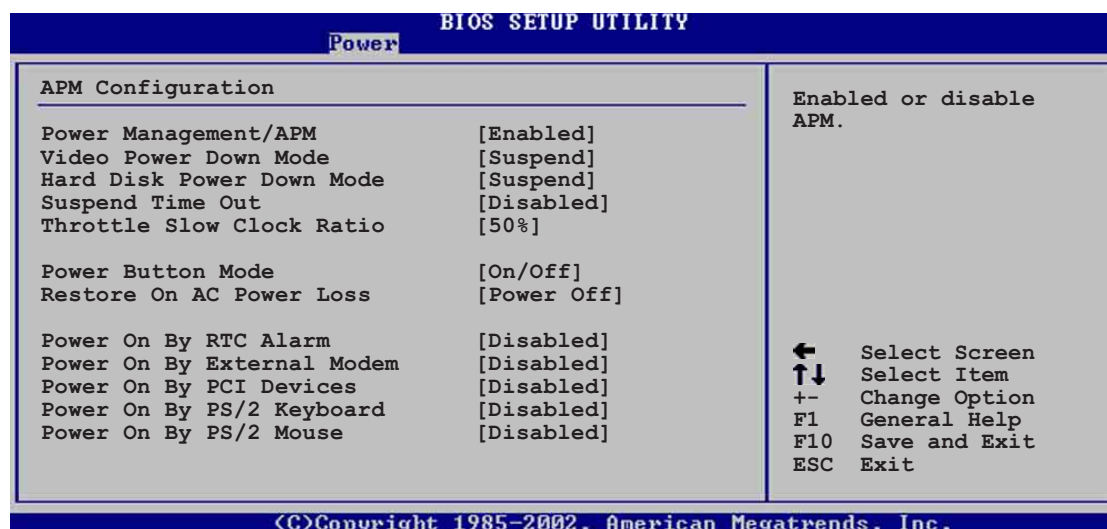 BIOS SETUP UTILITY
Power
APM Configuration
Power Management/APM [Enabled]
Video Power Down Mode [Suspend]
Hard Disk Power Down Mode [Suspend]
Suspend Time Out [Disabled]
Throttle Slow Clock Ratio [50%]
Power Button Mode [On/Off]
Restore On AC Power Loss [Power Off]
Power On By RTC Alarm [Disabled]
Power On By External Modem [Disabled]
Power On By PCI Devices [Disabled]
Power On By PS/2 Keyboard [Disabled]
Power On By PS/2 Mouse [Disabled]
Enabled or disable
APM.
← Select Screen
↑↓ Select Item
+- Change Option
F1 General Help
F10 Save and Exit
ESC Exit
(C)Copyright 1985-2002, American Megatrends, Inc.